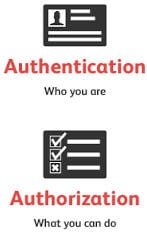 Authentication
Who you are
Authorization
What you can do